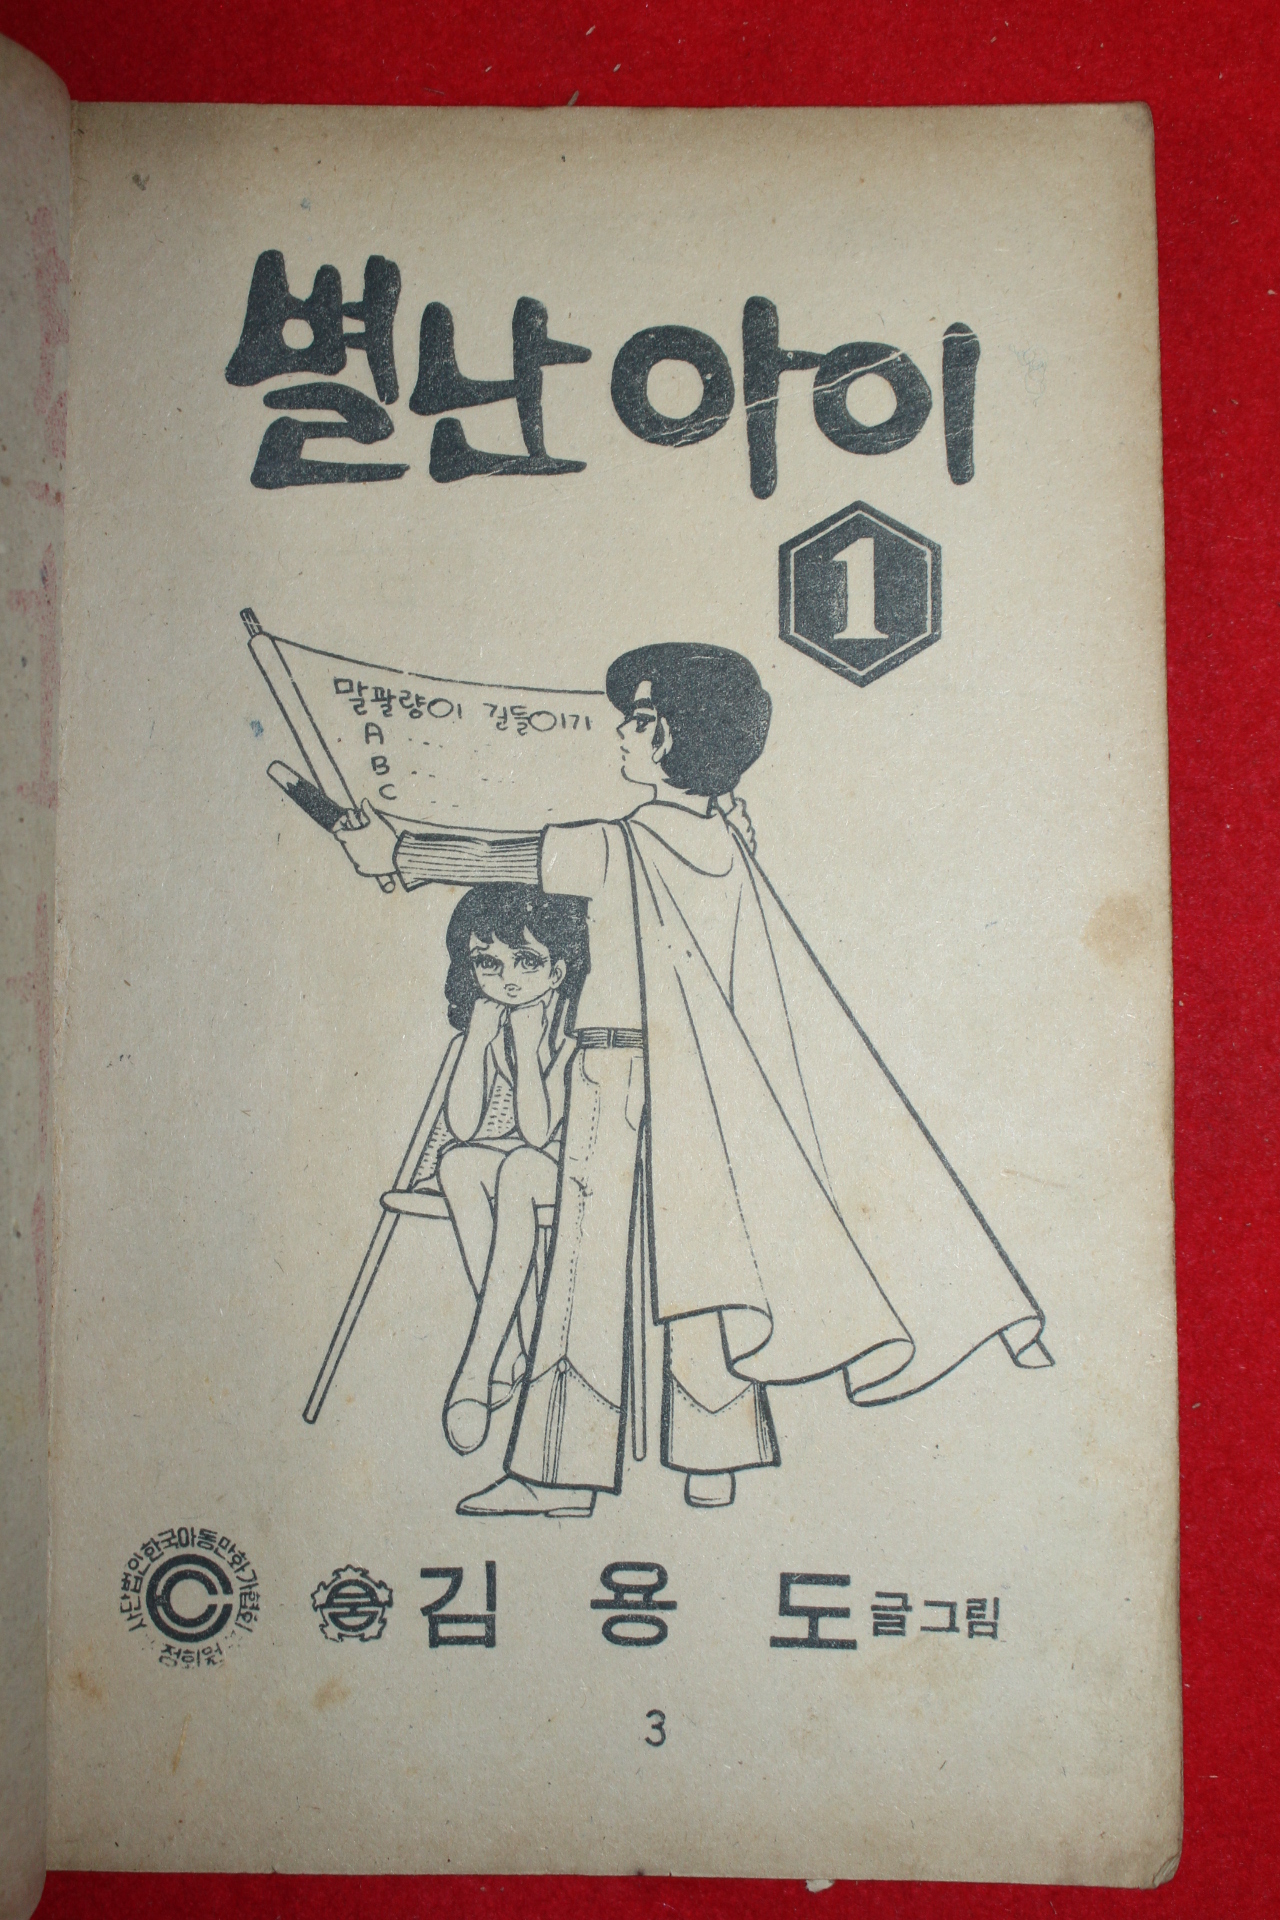 별난 아이
1
말괄량이 길들이기
A
B
C
사단법인한국아동만화가협회
정회원
김 용 도 글 그림
3